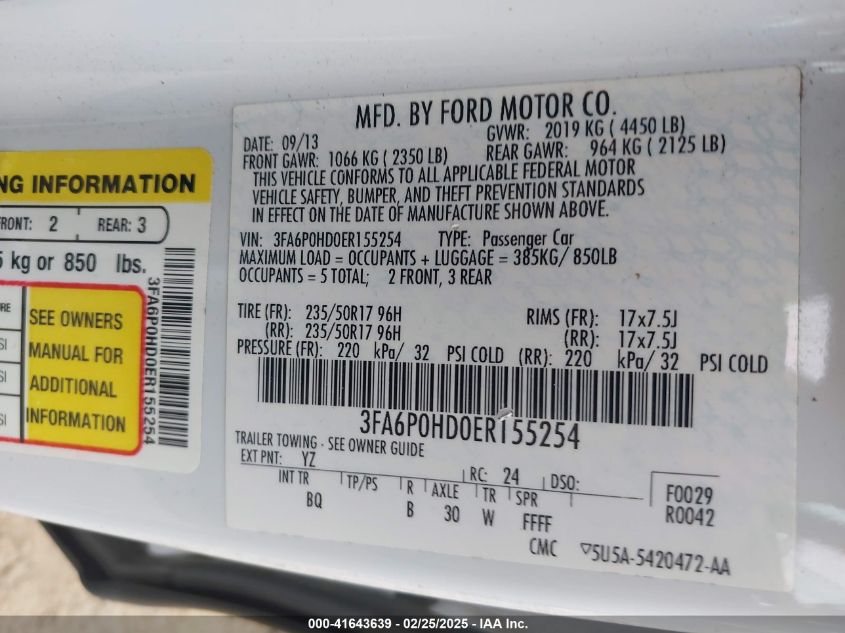 NG INFORMATION
FRONT: 2 REAR: 3
kg or 850 lbs.
SEE OWNERS
MANUAL FOR
ADDITIONAL
INFORMATION
3FA6P0HD0ER155254
MFD. BY FORD MOTOR CO.
DATE: 09/13 GVWR: 2019 KG ( 4450 LB)
FRONT GAWR: 1066 KG ( 2350 LB) REAR GAWR: 964 KG ( 2125 LB)
THIS VEHICLE CONFORMS TO ALL APPLICABLE FEDERAL MOTOR
VEHICLE SAFETY, BUMPER, AND THEFT PREVENTION STANDARDS
IN EFFECT ON THE DATE OF MANUFACTURE SHOWN ABOVE.
VIN: 3FA6P0HD0ER155254 TYPE: Passenger Car
MAXIMUM LOAD = OCCUPANTS + LUGGAGE = 385KG/ 850LB
OCCUPANTS = 5 TOTAL; 2 FRONT, 3 REAR
TIRE (FR): 235/50R17 96H RIMS (FR): 17x7.5J
(RR): 235/50R17 96H (RR): 17x7.5J
PRESSURE (FR): 220 kPa/ 32 PSI COLD (RR): 220 kPa/ 32 PSI COLD
3FA6P0HD0ER155254
TRAILER TOWING - SEE OWNER GUIDE
EXT PNT: YZ RC: 24 DSO:
INT TR TP/PS R AXLE TR SPR F0029
BQ B 30 W FFFF R0042
CMC ▽5U5A-5420472-AA
000-41643639 - 02/25/2025 - IAA Inc.